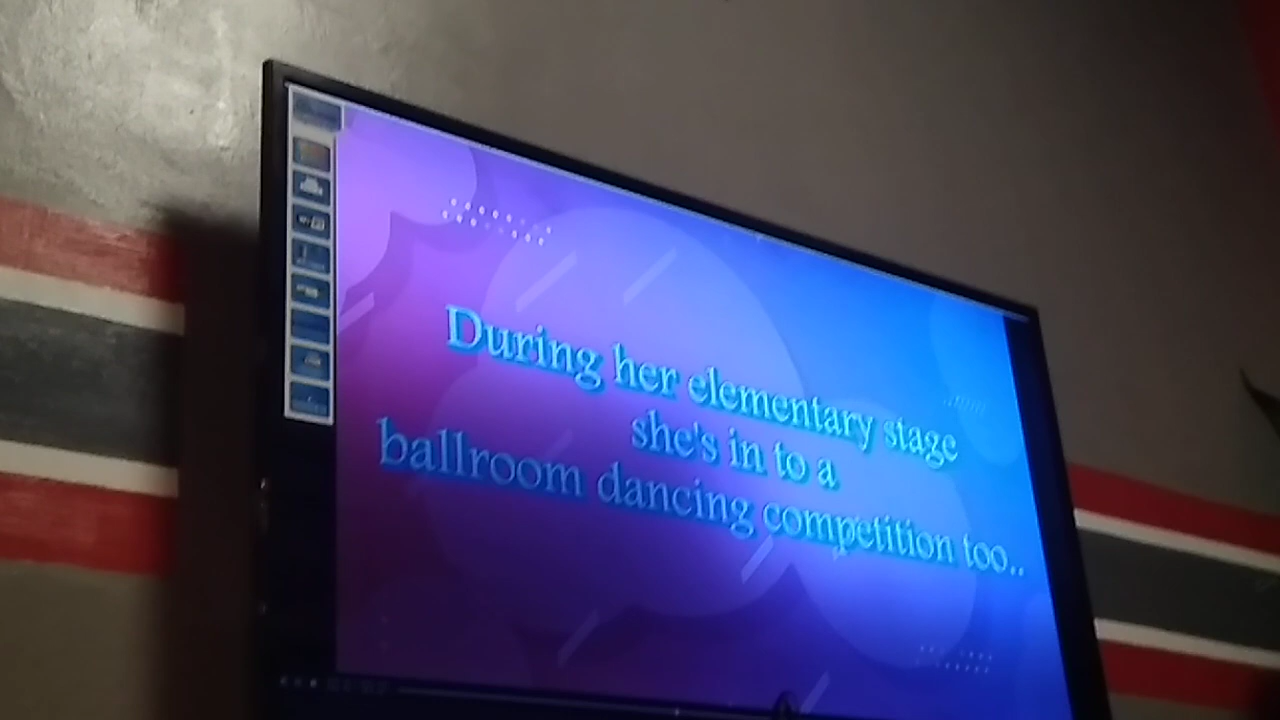 During her elementary stage
she's in to a
ballroom dancing competition too..